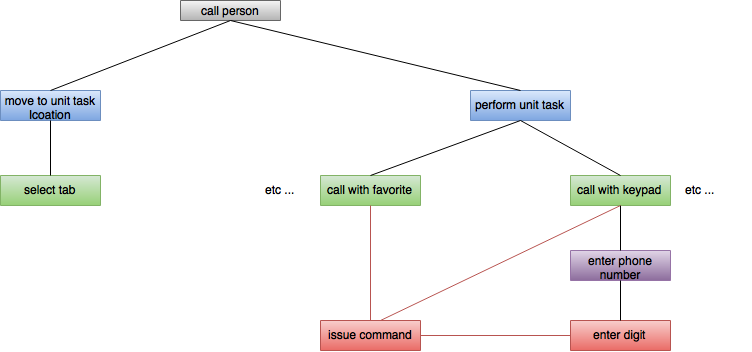 call person
move to unit task
lcoation
perform unit task
select tab
etc ...
call with favorite
call with keypad
etc ...
enter phone
number
issue command
enter digit